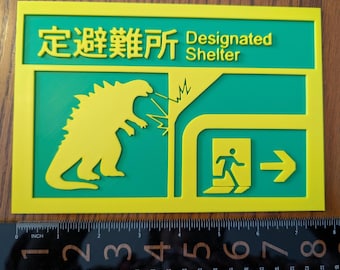 定避難所 Designated
Shelter
INCH 1 2 3 4 5 6 7 8